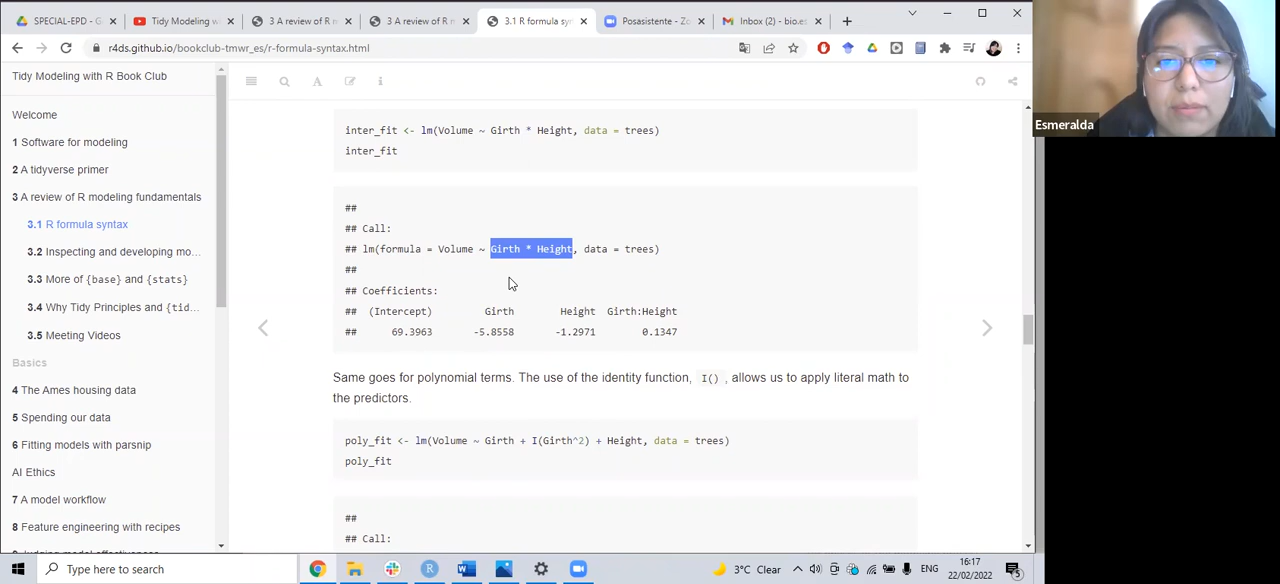 SPECIAL-EPD - G
Tidy Modeling w
3 A review of R m
3 A review of R m
3.1 R formula syn
Posasistente - Zo
Inbox (2) - bio.es
r4ds.github.io/bookclub-tmwr_es/r-formula-syntax.html
Tidy Modeling with R Book Club
Welcome
1 Software for modeling
2 A tidyverse primer
3 A review of R modeling fundamentals
3.1 R formula syntax
3.2 Inspecting and developing mo...
3.3 More of {base} and {stats}
3.4 Why Tidy Principles and {tid...
3.5 Meeting Videos
Basics
4 The Ames housing data
5 Spending our data
6 Fitting models with parsnip
AI Ethics
7 A model workflow
8 Feature engineering with recipes
9 Judging model effectiveness
inter_fit <- lm(Volume ~ Girth * Height, data = trees)
inter_fit
##
## Call:
## lm(formula = Volume ~ Girth * Height, data = trees)
##
## Coefficients:
## (Intercept) Girth Height Girth:Height
## 69.3963 -5.8558 -1.2971 0.1347
Same goes for polynomial terms. The use of the identity function, I() , allows us to apply literal math to
the predictors.
poly_fit <- lm(Volume ~ Girth + I(Girth^2) + Height, data = trees)
poly_fit
##
## Call:
Esmeralda
Type here to search
3°C Clear
ENG
16:17
22/02/2022
5